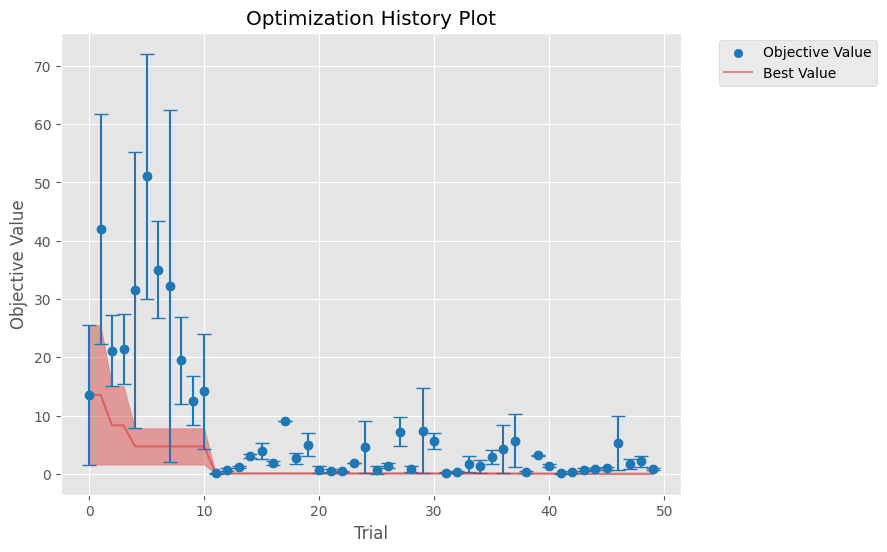 Optimization History Plot
Objective Value
Best Value
Objective Value
70
60
50
40
30
20
10
0
0 10 20 30 40 50
Trial